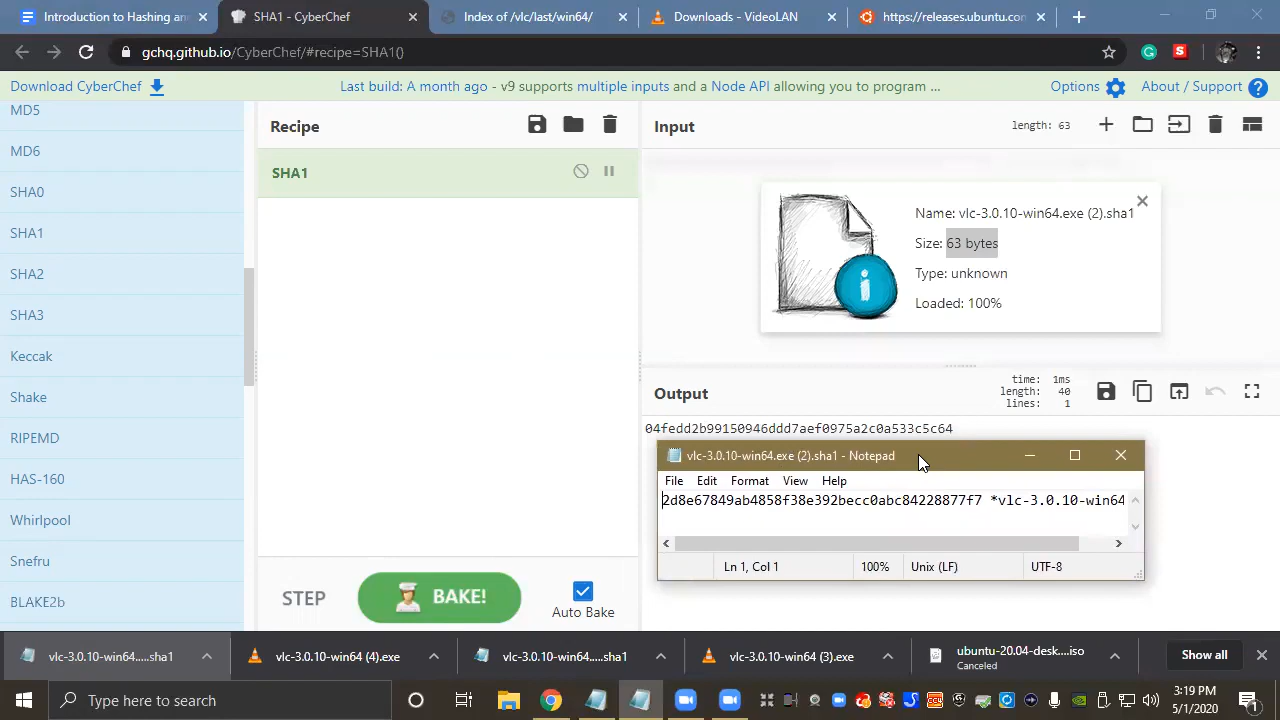 Introduction to Hashing an
SHA1 - CyberChef
Index of /vlc/last/win64/
Downloads - VideoLAN
https://releases.ubuntu.con
gchq.github.io/CyberChef/#recipe=SHA1()
Download CyberChef
Last build: A month ago - v9 supports multiple inputs and a Node API allowing you to program ...
Options
About / Support
MD5
MD6
SHA0
SHA1
SHA2
SHA3
Keccak
Shake
RIPEMD
HAS-160
Whirlpool
Snefru
BLAKE2b
Recipe
SHA1
STEP
BAKE!
Auto Bake
Input
length: 63
Name: vlc-3.0.10-win64.exe (2).sha1
Size: 63 bytes
Type: unknown
Loaded: 100%
Output
time: 1ms
length: 40
lines: 1
04fedd2b99150946ddd7aef0975a2c0a533c5c64
vlc-3.0.10-win64.exe (2).sha1 - Notepad
File Edit Format View Help
2d8e67849ab4858f38e392becc0abc84228877f7 *vlc-3.0.10-win64
Ln 1, Col 1
100%
Unix (LF)
UTF-8
vlc-3.0.10-win64.....sha1
vlc-3.0.10-win64 (4).exe
vlc-3.0.10-win64.....sha1
vlc-3.0.10-win64 (3).exe
ubuntu-20.04-desk....iso
Canceled
Show all
Type here to search
3:19 PM
5/1/2020